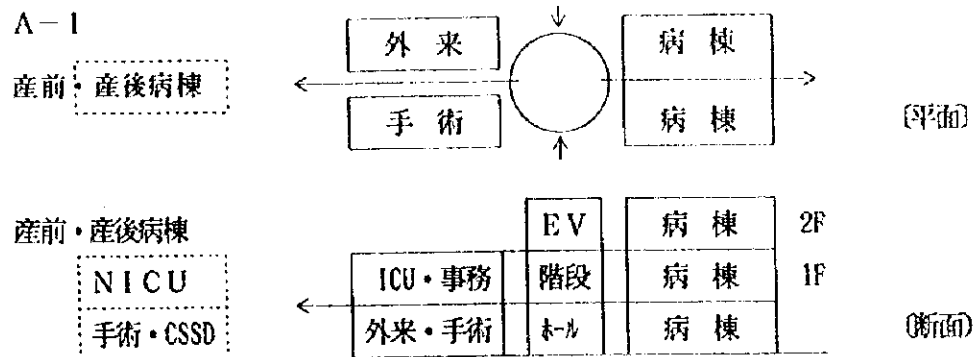 A-1
外来 病棟
産前・産後病棟
手術 病棟
〔平面〕
産前・産後病棟 EV 病棟 2F
NICU ICU・事務 階段 病棟 1F
手術・CSSD 外来・手術 ホール 病棟
〔断面〕